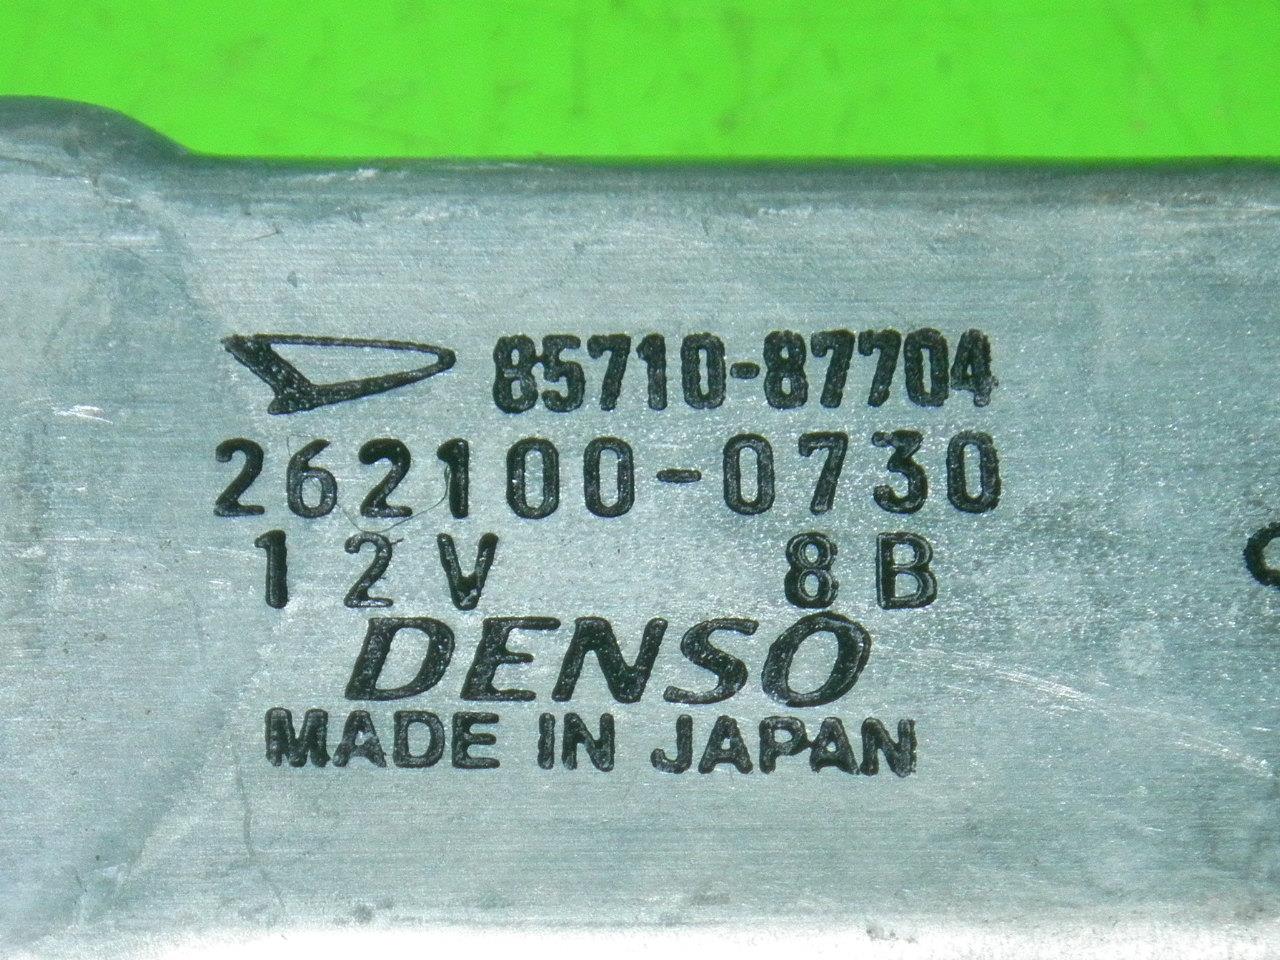 85710-87704
262100-0730
12V 8B
DENSO
MADE IN JAPAN